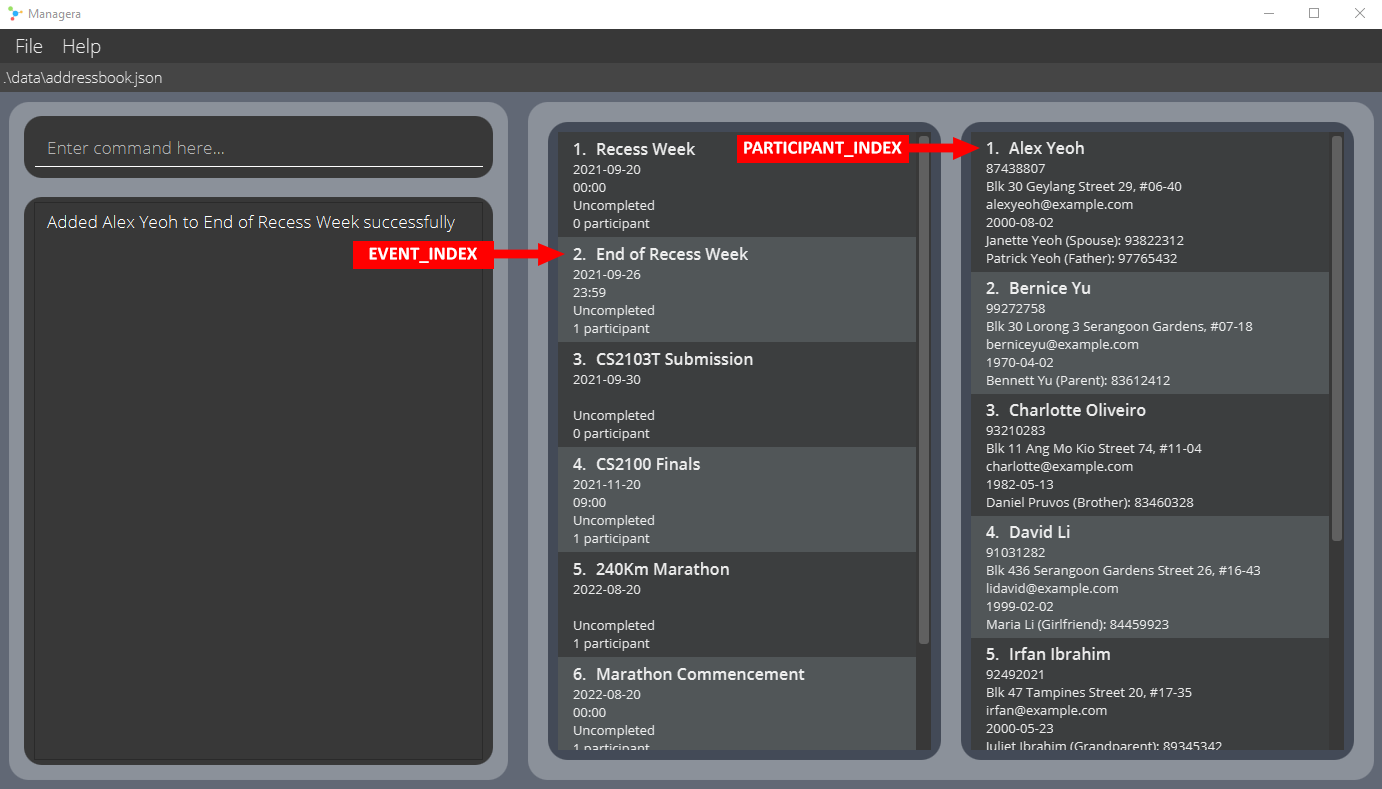 Managera
File Help
.\data\addressbook.json
Enter command here...
Added Alex Yeoh to End of Recess Week successfully
EVENT_INDEX
PARTICIPANT_INDEX
1. Recess Week
2021-09-20
00:00
Uncompleted
0 participant
2. End of Recess Week
2021-09-26
23:59
Uncompleted
1 participant
3. CS2103T Submission
2021-09-30
Uncompleted
0 participant
4. CS2100 Finals
2021-11-20
09:00
Uncompleted
1 participant
5. 240Km Marathon
2022-08-20
Uncompleted
1 participant
6. Marathon Commencement
2022-08-20
00:00
Uncompleted
1 participant
1. Alex Yeoh
87438807
Blk 30 Geylang Street 29, #06-40
alexyeoh@example.com
2000-08-02
Janette Yeoh (Spouse): 93822312
Patrick Yeoh (Father): 97765432
2. Bernice Yu
99272758
Blk 30 Lorong 3 Serangoon Gardens, #07-18
berniceyu@example.com
1970-04-02
Bennett Yu (Parent): 83612412
3. Charlotte Oliveiro
93210283
Blk 11 Ang Mo Kio Street 74, #11-04
charlotte@example.com
1982-05-13
Daniel Pruvos (Brother): 83460328
4. David Li
91031282
Blk 436 Serangoon Gardens Street 26, #16-43
lidavid@example.com
1999-02-02
Maria Li (Girlfriend): 84459923
5. Irfan Ibrahim
92492021
Blk 47 Tampines Street 20, #17-35
irfan@example.com
2000-05-23
Juliet Ibrahim (Grandparent): 89345342